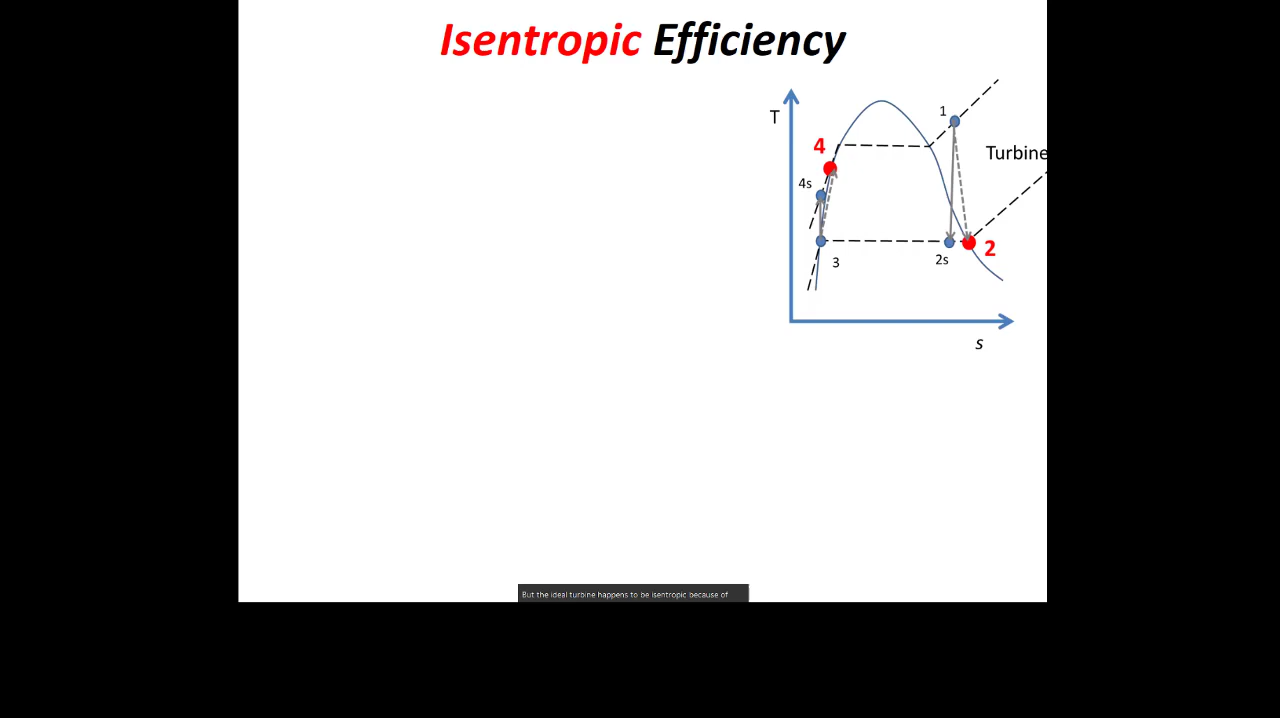 Isentropic Efficiency
T
1
4
Turbine
4s
3
2s
2
s
But the ideal turbine happens to be isentropic because of